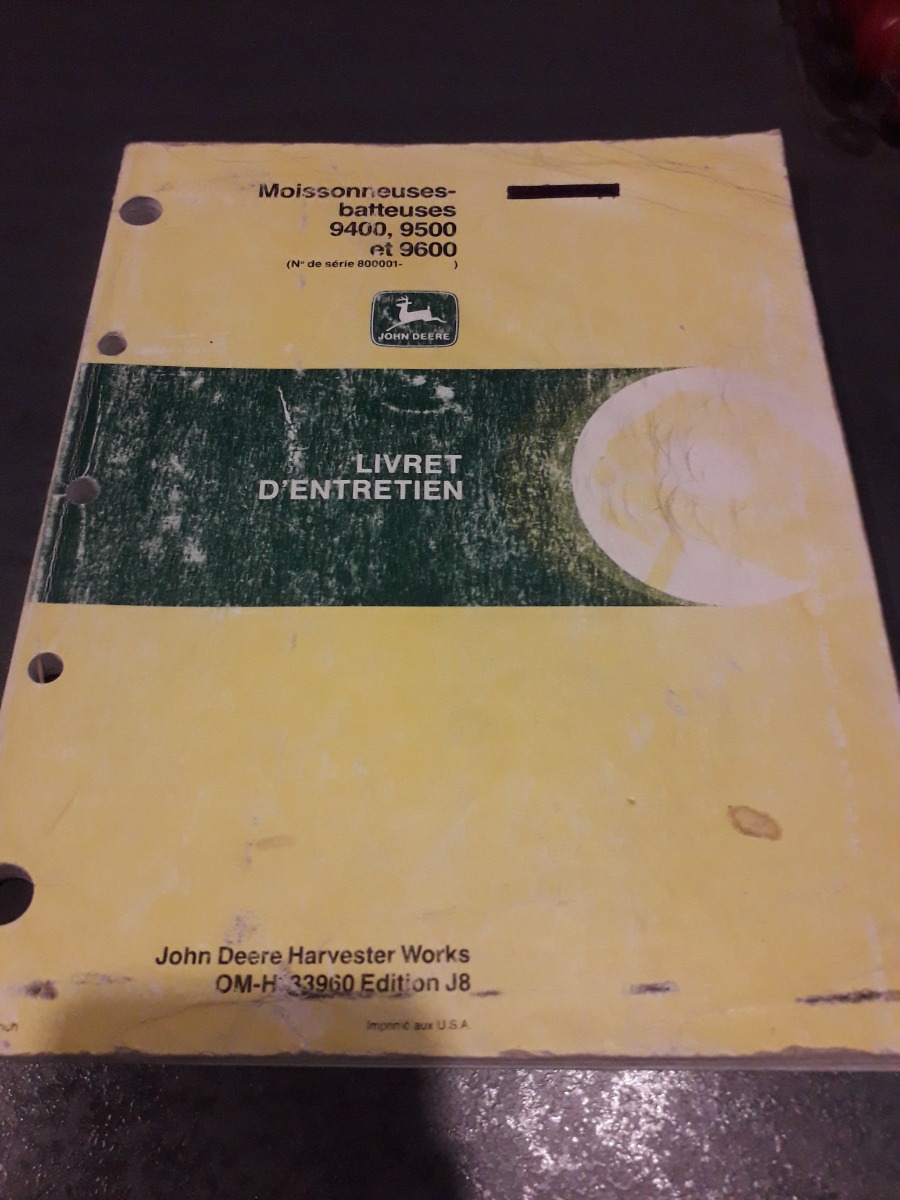 Moissonneuses-
batteuses
9400, 9500
et 9600
(N° de série 800001- )
JOHN DEERE
LIVRET
D'ENTRETIEN
John Deere Harvester Works
33960 Edition J8
Imprimé aux U.S.A.